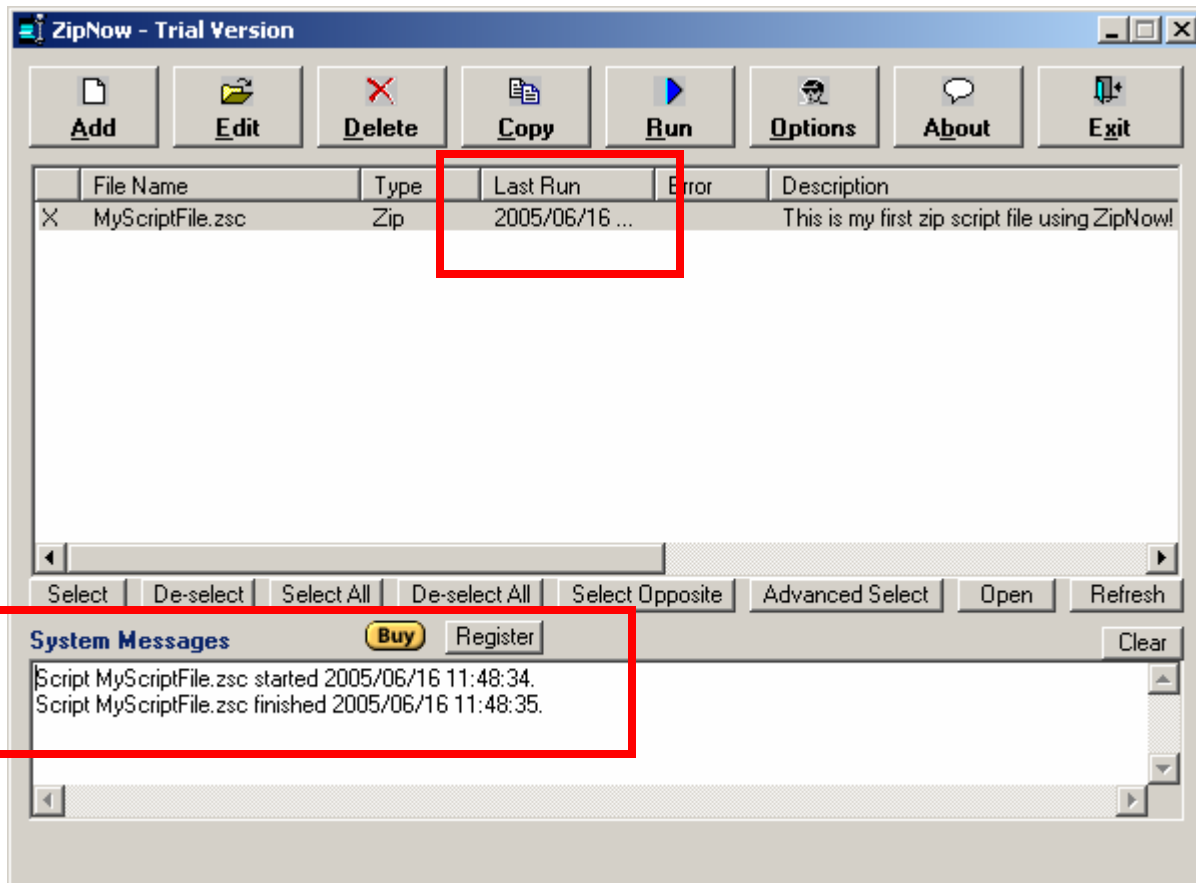 ZipNow - Trial Version
Add Edit Delete Copy Run Options About Exit
File Name Type Last Run Error Description
X MyScriptFile.zsc Zip 2005/06/16 ... This is my first zip script file using ZipNow!
Select De-select Select All De-select All Select Opposite Advanced Select Open Refresh
System Messages Buy Register Clear
Script MyScriptFile.zsc started 2005/06/16 11:48:34.
Script MyScriptFile.zsc finished 2005/06/16 11:48:35.